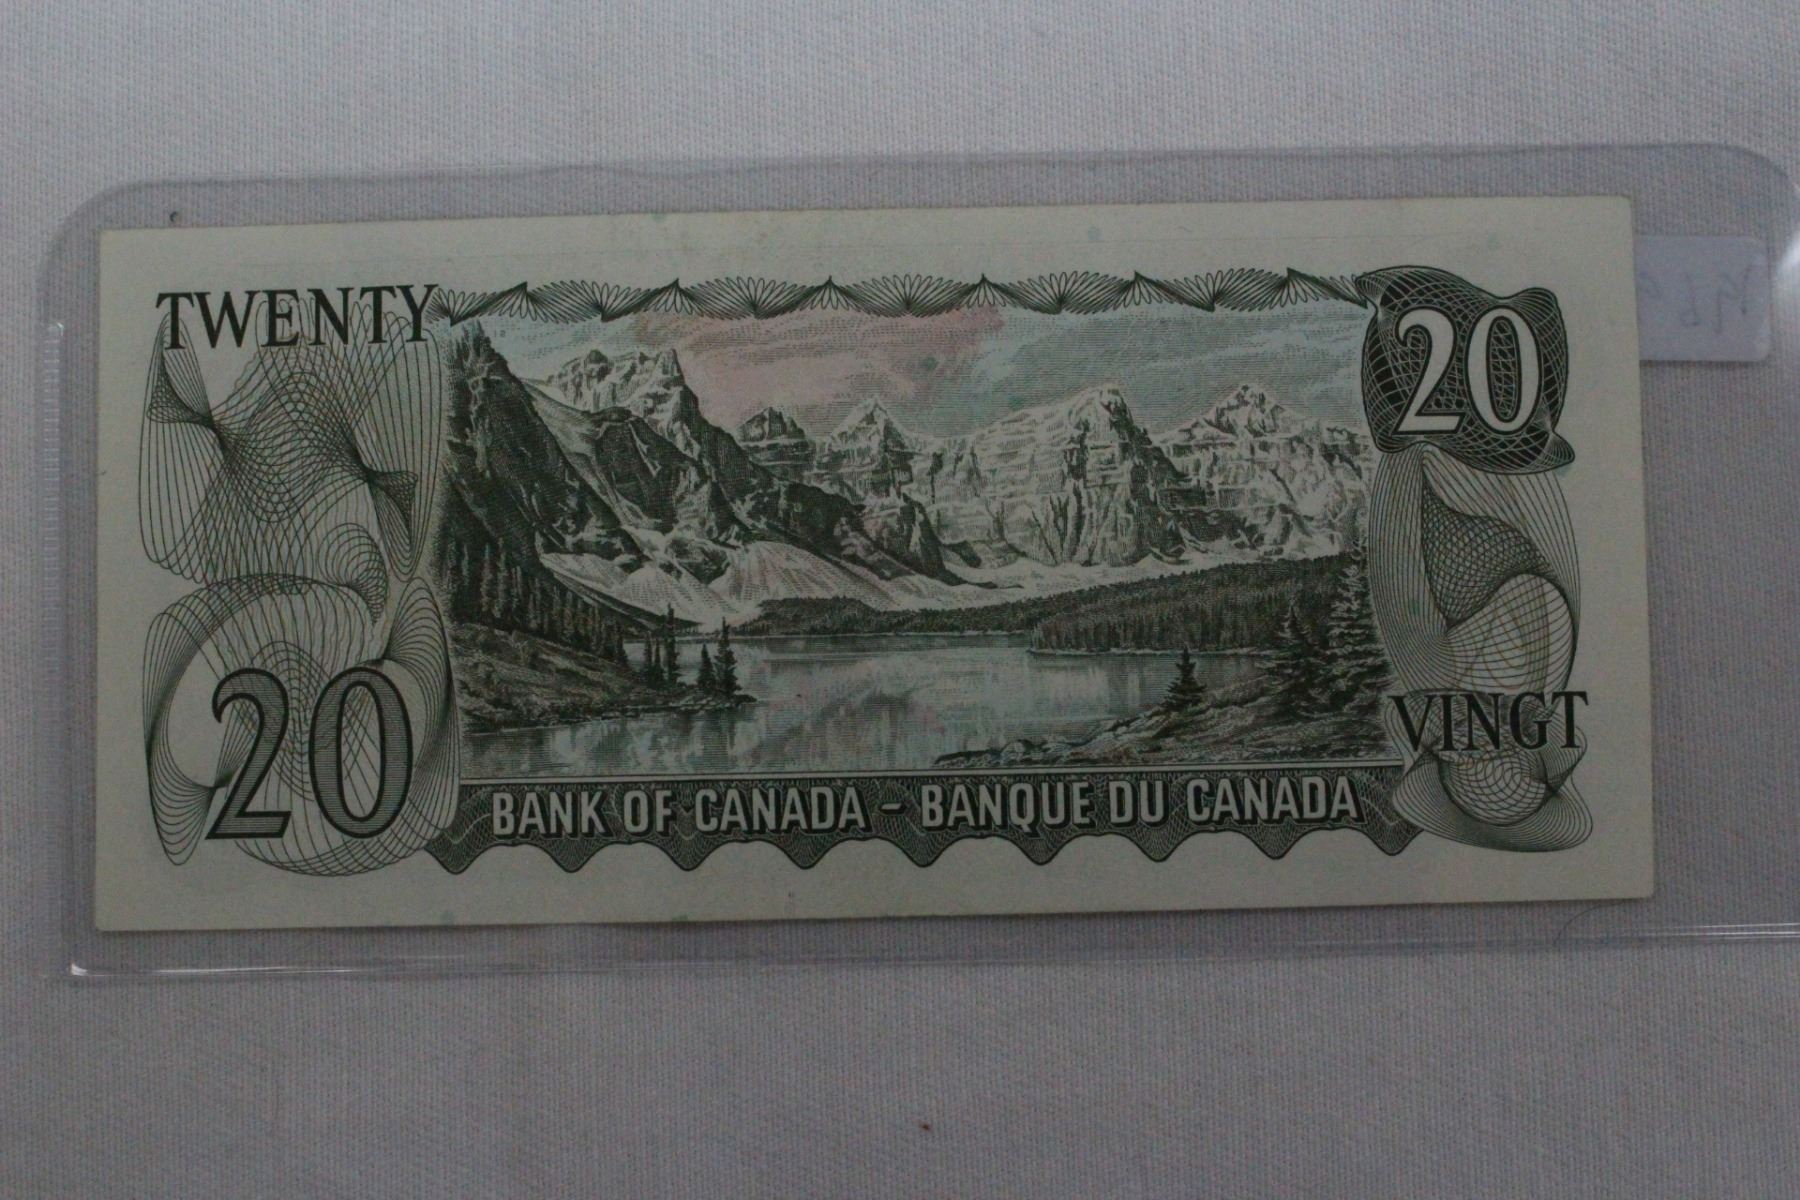 TWENTY
20
20
VINGT
BANK OF CANADA - BANQUE DU CANADA